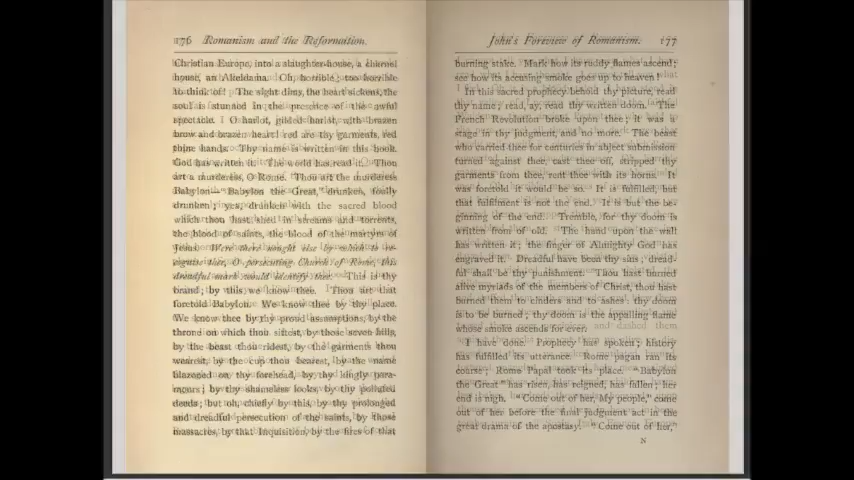 176 Romanism and the Reformation.
Christian Europe, into a slaughter-house, a charnel
house, an Akeldama. Oh, horrible; too horrible
to think of! The sight dims, the heart sickens, the
soul is stunned in the presence of the awful
spectacle. O harlot, gilded harlot, with brazen
brow and brazen heart! red are thy garments, red
thine hands. Thy name is written in this book.
God has written it. The world has read it. Thou
art a murderess, O Rome. Thou art the murderess
Babylon—"Babylon the Great," drunken, foully
drunken; yes, drunken with the sacred blood
which thou hast shed in streams and torrents,
the blood of saints, the blood of the martyrs of
Jesus. Were there nought else by which to re-
cognise thee, O persecuting Church of Rome, this
dreadful mark would identify thee. This is thy
brand; by this we know thee. Thou art that
foretold Babylon. We know thee by thy place.
We know thee by thy proud assumptions, by the
throne on which thou sittest, by those seven hills,
by the beast thou ridest, by the garments thou
wearest, by the cup thou bearest, by the name
blazoned on thy forehead, by thy kingly para-
mours; by thy shameless looks, by thy polluted
deeds; but oh, chiefly by this, by thy prolonged
and dreadful persecution of the saints, by those
massacres, by that Inquisition, by the fires of that
John's Foreview of Romanism. 177
burning stake. Mark how its ruddy flames ascend;
see how its accusing smoke goes up to heaven!
In this sacred prophecy behold thy picture, read
thy name; read, ay, read thy written doom. The
French Revolution broke upon thee; it was a
stage in thy judgment, and no more. The beast
who carried thee for centuries in abject submission
turned against thee, cast thee off, stripped thy
garments from thee, rent thee with its horns. It
was foretold it would be so. It is fulfilled, but
that fulfilment is not the end. It is but the be-
ginning of the end. Tremble, for thy doom is
written from of old. The hand upon the wall
has written it; the finger of Almighty God has
engraved it. Dreadful have been thy sins; dread-
ful shall be thy punishment. Thou hast burned
alive myriads of the members of Christ, thou hast
burned them to cinders and to ashes: thy doom
is to be burned; thy doom is the appalling flame
whose smoke ascends for ever. and dashed them
I have done. Prophecy has spoken; history
has fulfilled its utterance. Rome pagan ran its
course; Rome Papal took its place. "Babylon
the Great" has risen, has reigned, has fallen; her
end is nigh. "Come out of her, My people," come
out of her before the final judgment act in the
great drama of the apostasy. "Come out of her,"
N